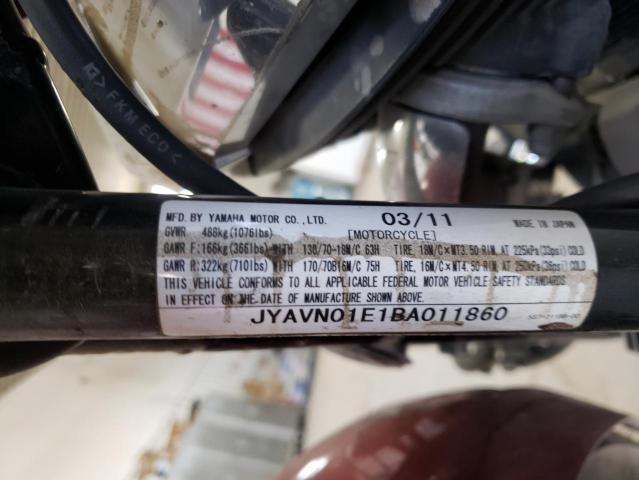 >FKM ECO<
MFD. BY YAMAHA MOTOR CO.,LTD. 03/11 MADE IN JAPAN
GVWR 488kg(1076lbs) [MOTORCYCLE]
GAWR F:166kg(366lbs)WITH 130/70-18M/C 63H TIRE, 18M/C×MT3.50 RIM, AT 225kPa(33psi) COLD
GAWR R:322kg(710lbs)WITH 170/70B16M/C 75H TIRE, 16M/C×MT4.50 RIM, AT 250kPa(36psi) COLD
THIS VEHICLE CONFORMS TO ALL APPLICABLE FEDERAL MOTOR VEHICLE SAFETY STANDARDS
IN EFFECT ON THE DATE OF MANUFACTURE SHOWN ABOVE.
JYAVN01E1BA011860